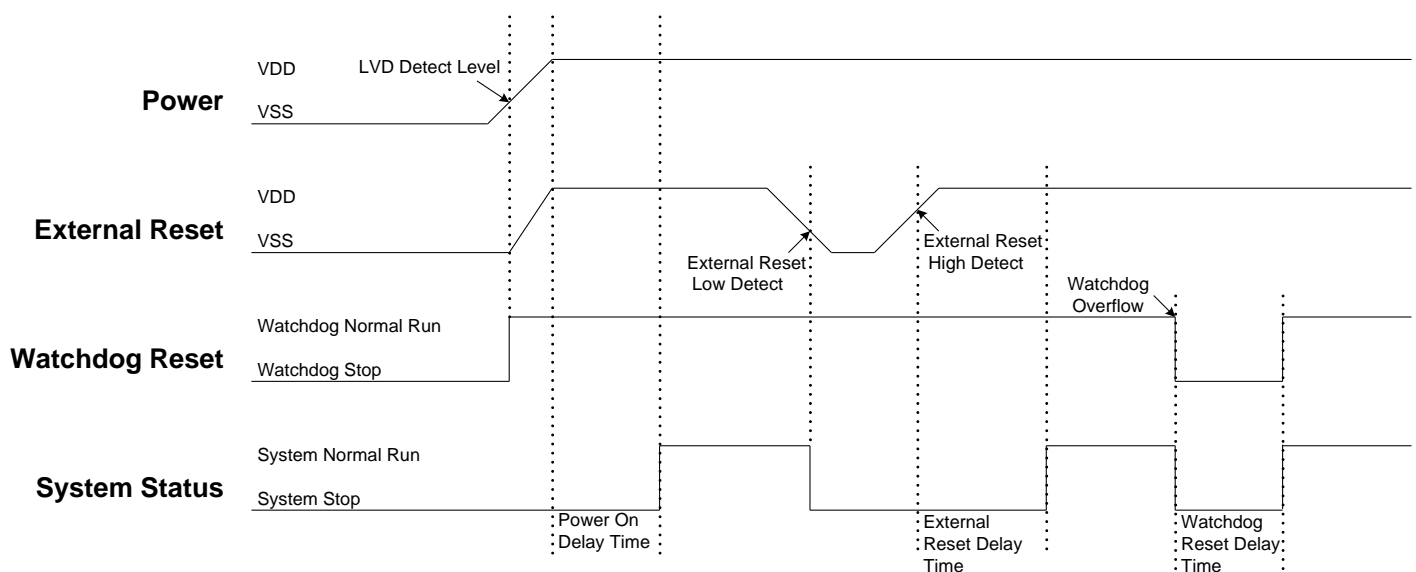 VDD
LVD Detect Level
Power
VSS
VDD
External Reset
VSS
External Reset
Low Detect
External Reset
High Detect
Watchdog
Overflow
Watchdog Normal Run
Watchdog Reset
Watchdog Stop
System Normal Run
System Status
System Stop
Power On
Delay Time
External
Reset Delay
Time
Watchdog
Reset Delay
Time